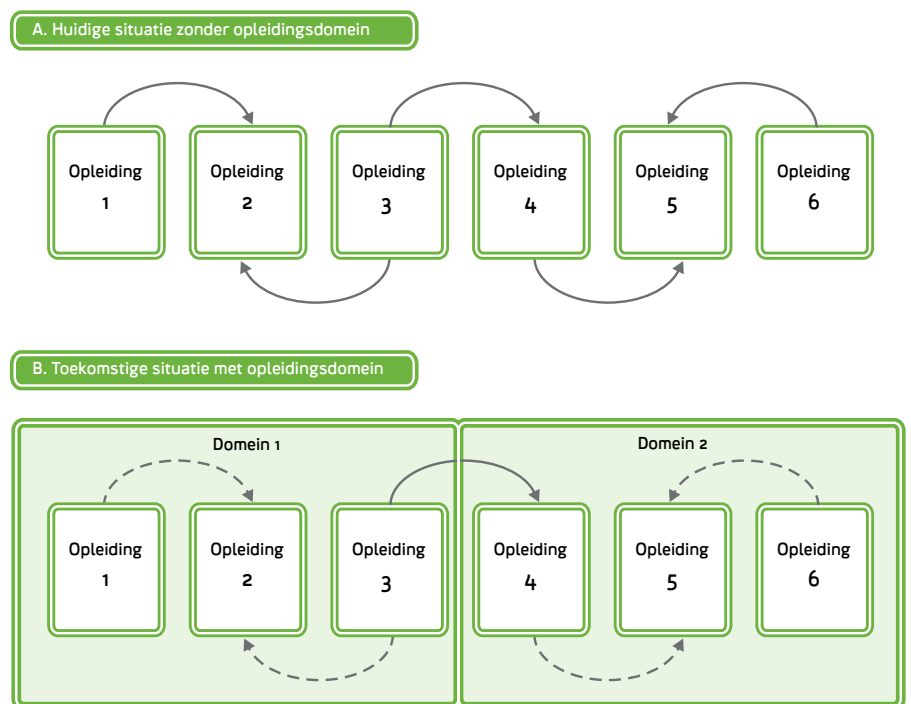 A. Huidige situatie zonder opleidingsdomein
Opleiding
1
Opleiding
2
Opleiding
3
Opleiding
4
Opleiding
5
Opleiding
6
B. Toekomstige situatie met opleidingsdomein
Domein 1
Opleiding
1
Opleiding
2
Opleiding
3
Domein 2
Opleiding
4
Opleiding
5
Opleiding
6